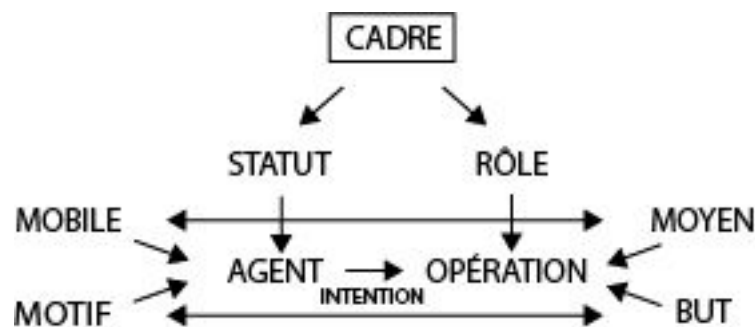 CADRE
STATUT RÔLE
MOBILE MOYEN
AGENT OPÉRATION
INTENTION
MOTIF BUT